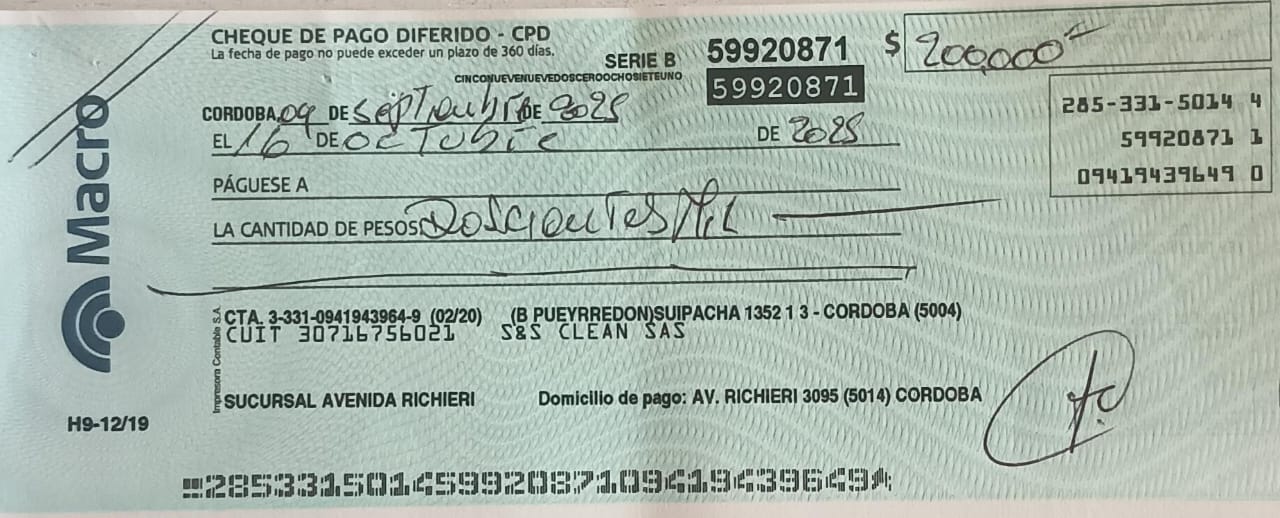 CHEQUE DE PAGO DIFERIDO - CPD
La fecha de pago no puede exceder un plazo de 360 días.
SERIE B 59920871 $ 200,000
CINCONUEVENUEVEDOSCEROOCHOSIETEUNO 59920871
CORDOBA, 09 DE septiembre DE 2025
285-331-5014 4
EL 16 DE OCTUBRE DE 2025
59920871 1
PÁGUESE A
09419439649 0
LA CANTIDAD DE PESOS Doscientos Mil
Macro
CTA. 3-331-0941943964-9 (02/20) (B PUEYRREDON)SUIPACHA 1352 1 3 - CORDOBA (5004)
CUIT 30716756021 S&S CLEAN SAS
Impresora Contable S.A.
SUCURSAL AVENIDA RICHIERI Domicilio de pago: AV. RICHIERI 3095 (5014) CORDOBA
H9-12/19
285331501459920871094194396494